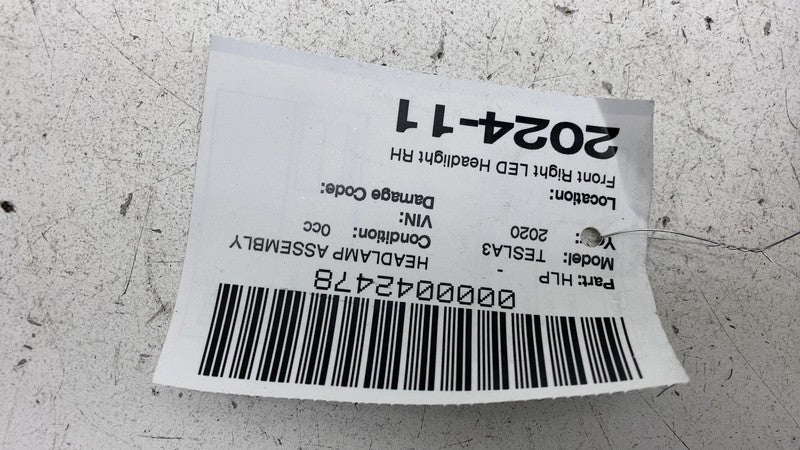 0000042478
Part: HLP HEADLAMP ASSEMBLY
Model: TESLA3 Condition: 0cc
2020 VIN:
Location: Damage Code:
Front Right LED Headlight RH
2024-11